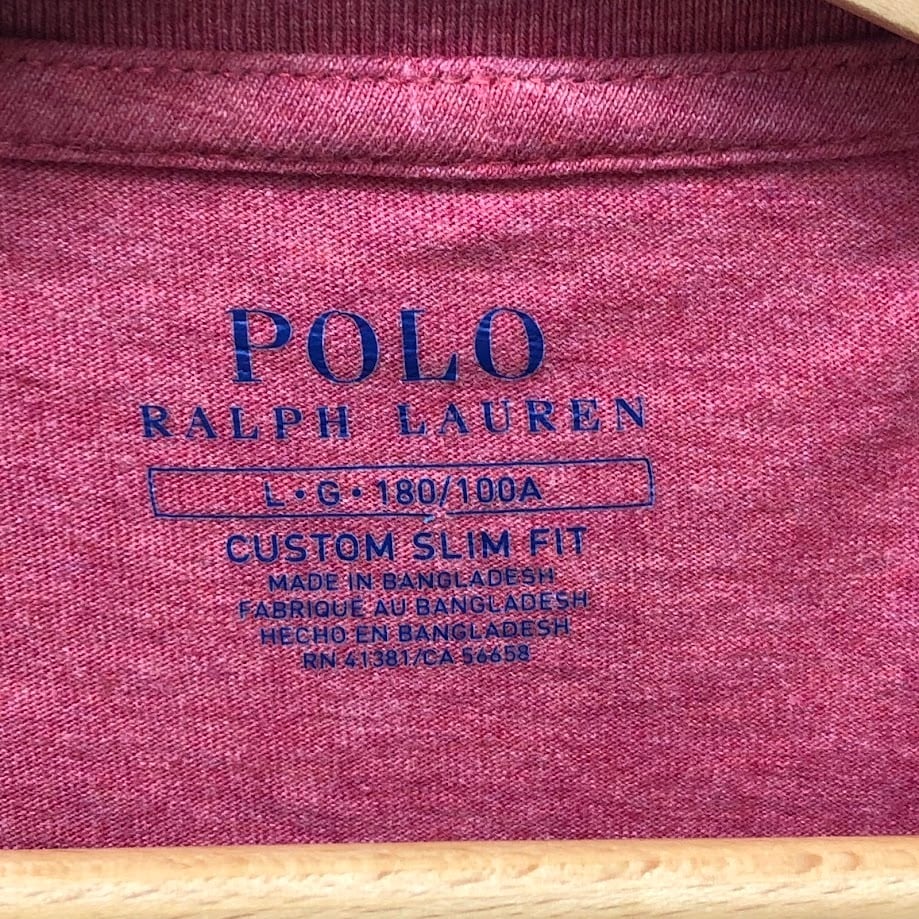 POLO
RALPH LAUREN
L • G • 180/100A
CUSTOM SLIM FIT
MADE IN BANGLADESH
FABRIQUE AU BANGLADESH
HECHO EN BANGLADESH
RN 41381/CA 56658